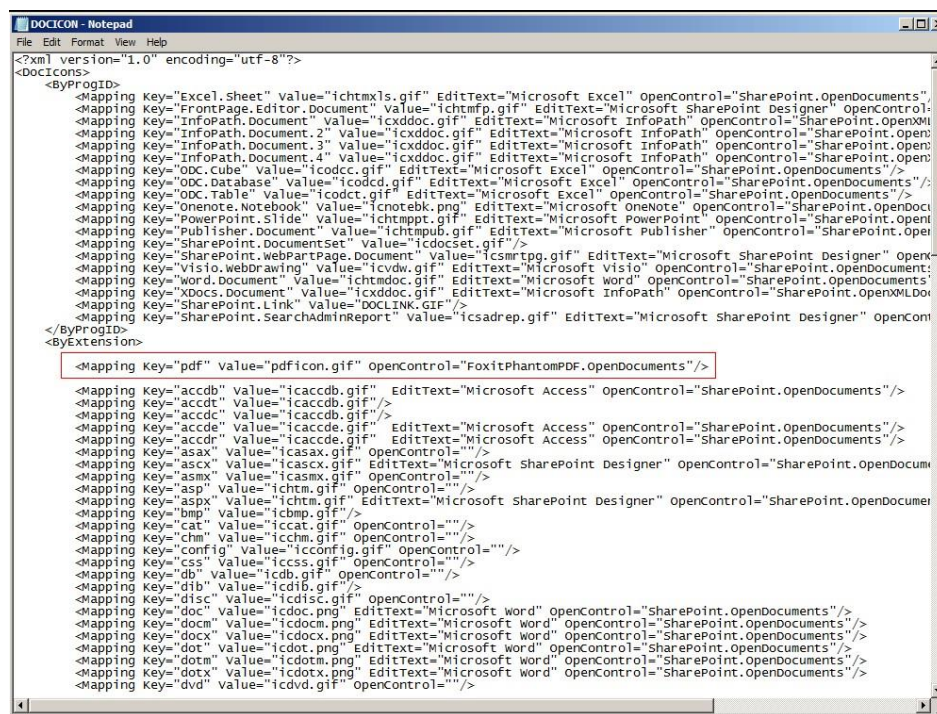 DOCICON - Notepad
File Edit Format View Help
<?xml version="1.0" encoding="utf-8"?>
<DocIcons>
<ByProgID>
<Mapping Key="Excel.Sheet" Value="ichtmxls.gif" EditText="Microsoft Excel" OpenControl="SharePoint.OpenDocuments"
<Mapping Key="FrontPage.Editor.Document" Value="ichtmfp.gif" EditText="Microsoft SharePoint Designer" OpenControl=
<Mapping Key="InfoPath.Document" Value="icxddoc.gif" EditText="Microsoft InfoPath" OpenControl="SharePoint.OpenXML
<Mapping Key="InfoPath.Document.2" Value="icxddoc.gif" EditText="Microsoft InfoPath" OpenControl="SharePoint.OpenX
<Mapping Key="InfoPath.Document.3" Value="icxddoc.gif" EditText="Microsoft InfoPath" OpenControl="SharePoint.OpenX
<Mapping Key="InfoPath.Document.4" Value="icxddoc.gif" EditText="Microsoft InfoPath" OpenControl="SharePoint.OpenX
<Mapping Key="ODC.Cube" Value="icodcc.gif" EditText="Microsoft Excel" OpenControl="SharePoint.OpenDocuments"/>
<Mapping Key="ODC.Database" Value="icodcd.gif" EditText="Microsoft Excel" OpenControl="SharePoint.OpenDocuments"/>
<Mapping Key="ODC.Table" Value="icodct.gif" EditText="Microsoft Excel" OpenControl="SharePoint.OpenDocuments"/>
<Mapping Key="Onenote.Notebook" Value="icnotebk.png" EditText="Microsoft OneNote" OpenControl="SharePoint.OpenDocu
<Mapping Key="PowerPoint.Slide" Value="ichtmppt.gif" EditText="Microsoft PowerPoint" OpenControl="SharePoint.OpenD
<Mapping Key="Publisher.Document" Value="ichtmpub.gif" EditText="Microsoft Publisher" OpenControl="SharePoint.Open
<Mapping Key="SharePoint.DocumentSet" Value="icdocset.gif"/>
<Mapping Key="SharePoint.WebPartPage.Document" Value="icsmrtpg.gif" EditText="Microsoft SharePoint Designer" OpenC
<Mapping Key="Visio.WebDrawing" Value="icvdw.gif" EditText="Microsoft Visio" OpenControl="SharePoint.OpenDocuments
<Mapping Key="Word.Document" Value="ichtmdoc.gif" EditText="Microsoft Word" OpenControl="SharePoint.OpenDocuments"
<Mapping Key="XDocs.Document" Value="icxddoc.gif" EditText="Microsoft InfoPath" OpenControl="SharePoint.OpenXMLDoc
<Mapping Key="SharePoint.Link" Value="DOCLINK.GIF"/>
<Mapping Key="SharePoint.SearchAdminReport" Value="icsadrep.gif" EditText="Microsoft SharePoint Designer" OpenCont
</ByProgID>
<ByExtension>
<Mapping Key="pdf" Value="pdficon.gif" OpenControl="FoxitPhantomPDF.OpenDocuments"/>
<Mapping Key="accdb" Value="icaccdb.gif" EditText="Microsoft Access" OpenControl="SharePoint.OpenDocuments"/>
<Mapping Key="accdt" Value="icaccdb.gif"/>
<Mapping Key="accdc" Value="icaccdb.gif"/>
<Mapping Key="accde" Value="icaccde.gif" EditText="Microsoft Access" OpenControl="SharePoint.OpenDocuments"/>
<Mapping Key="accdr" Value="icaccde.gif" EditText="Microsoft Access" OpenControl="SharePoint.OpenDocuments"/>
<Mapping Key="asax" Value="icasax.gif" OpenControl=""/>
<Mapping Key="ascx" Value="icascx.gif" EditText="Microsoft SharePoint Designer" OpenControl="SharePoint.OpenDocume
<Mapping Key="asmx" Value="icasmx.gif" OpenControl=""/>
<Mapping Key="asp" Value="ichtm.gif" OpenControl=""/>
<Mapping Key="aspx" Value="ichtm.gif" EditText="Microsoft SharePoint Designer" OpenControl="SharePoint.OpenDocumen
<Mapping Key="bmp" Value="icbmp.gif"/>
<Mapping Key="cat" Value="iccat.gif" OpenControl=""/>
<Mapping Key="chm" Value="icchm.gif" OpenControl=""/>
<Mapping Key="config" Value="icconfig.gif" OpenControl=""/>
<Mapping Key="css" Value="iccss.gif" OpenControl=""/>
<Mapping Key="db" Value="icdb.gif" OpenControl=""/>
<Mapping Key="dib" Value="icdib.gif"/>
<Mapping Key="disc" Value="icdisc.gif" OpenControl=""/>
<Mapping Key="doc" Value="icdoc.png" EditText="Microsoft Word" OpenControl="SharePoint.OpenDocuments"/>
<Mapping Key="docm" Value="icdocm.png" EditText="Microsoft Word" OpenControl="SharePoint.OpenDocuments"/>
<Mapping Key="docx" Value="icdocx.png" EditText="Microsoft Word" OpenControl="SharePoint.OpenDocuments"/>
<Mapping Key="dot" Value="icdot.png" EditText="Microsoft Word" OpenControl="SharePoint.OpenDocuments"/>
<Mapping Key="dotm" Value="icdotm.png" EditText="Microsoft Word" OpenControl="SharePoint.OpenDocuments"/>
<Mapping Key="dotx" Value="icdotx.png" EditText="Microsoft Word" OpenControl="SharePoint.OpenDocuments"/>
<Mapping Key="dvd" Value="icdvd.gif" OpenControl=""/>